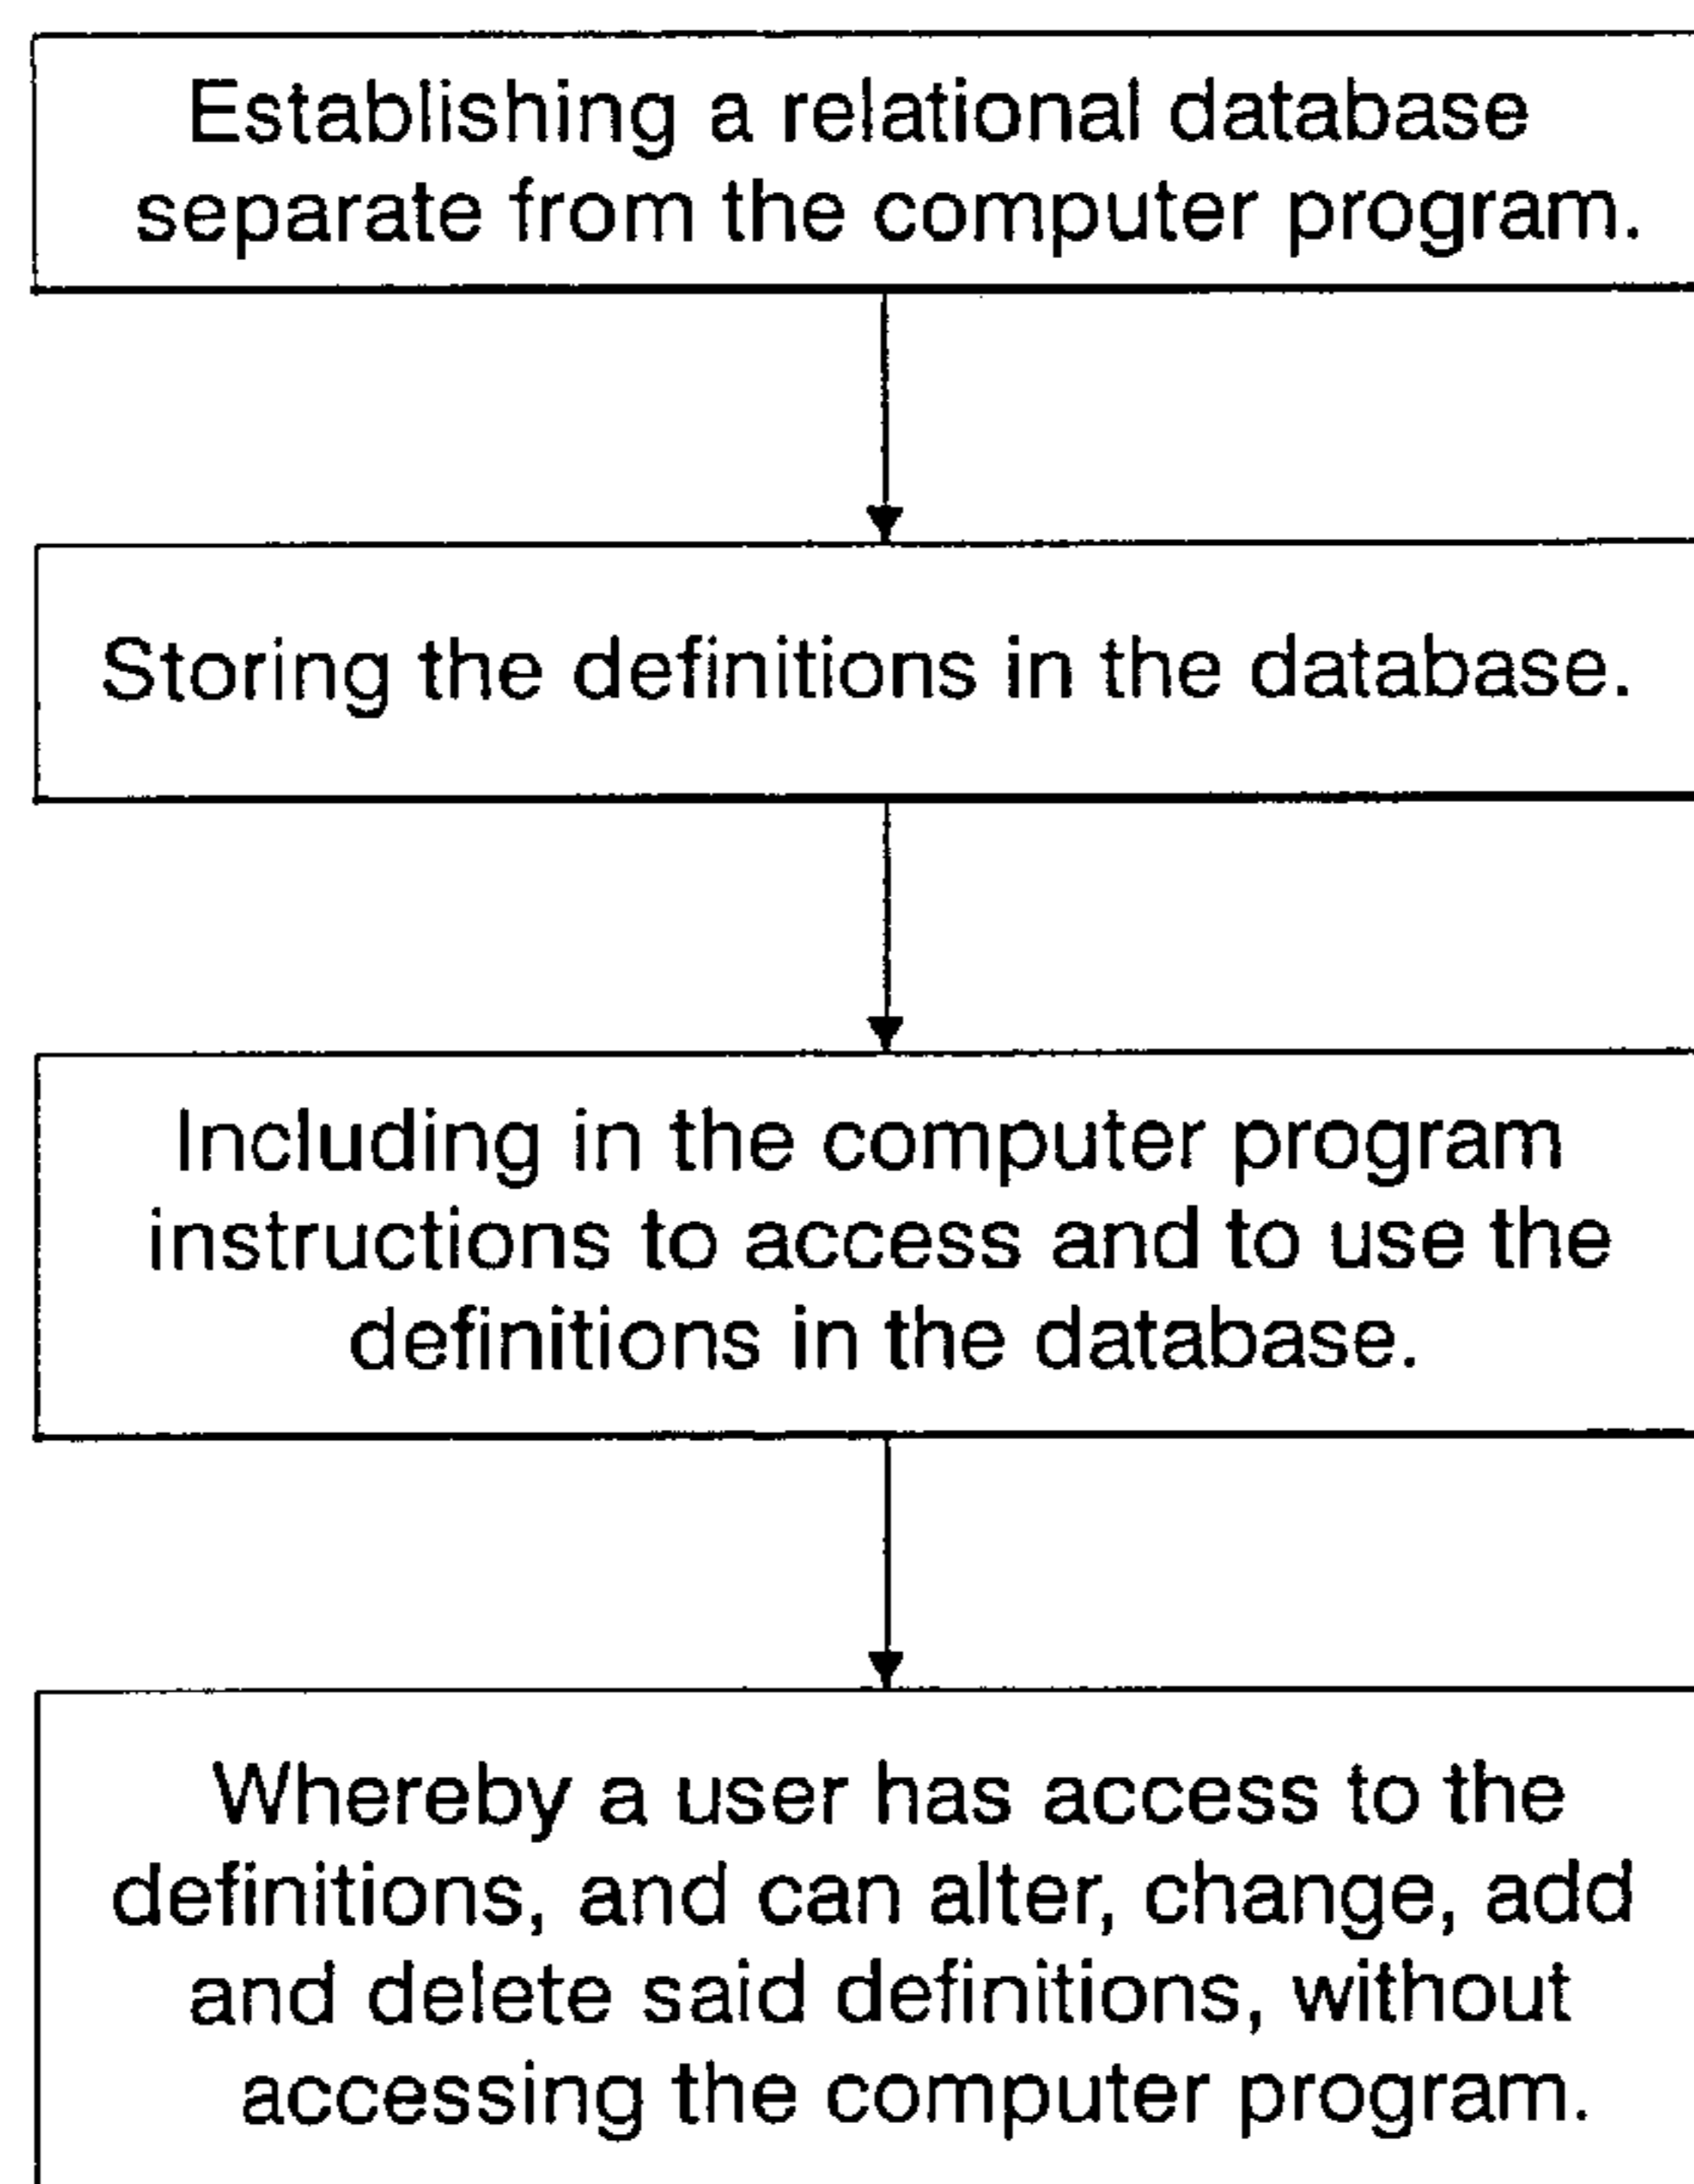 Establishing a relational database
separate from the computer program.
Storing the definitions in the database.
Including in the computer program
instructions to access and to use the
definitions in the database.
Whereby a user has access to the
definitions, and can alter, change, add
and delete said definitions, without
accessing the computer program.